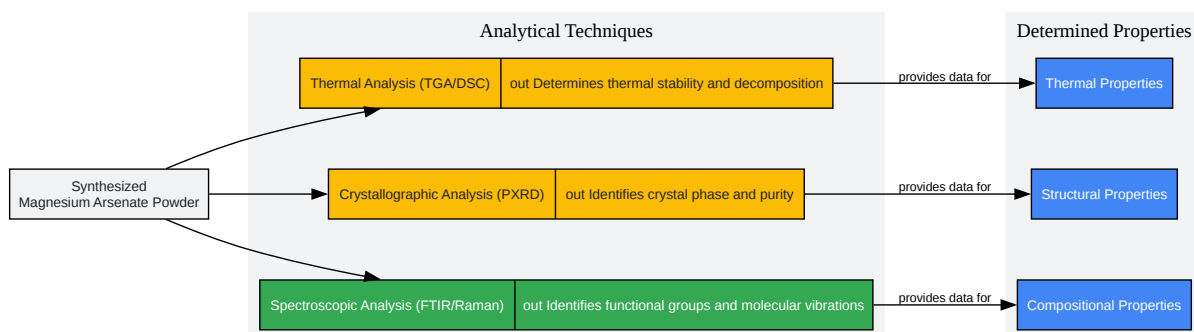 Analytical Techniques
Determined Properties
Thermal Analysis (TGA/DSC)
out Determines thermal stability and decomposition
provides data for
Thermal Properties
Synthesized
Magnesium Arsenate Powder
Crystallographic Analysis (PXRD)
out Identifies crystal phase and purity
provides data for
Structural Properties
Spectroscopic Analysis (FTIR/Raman)
out Identifies functional groups and molecular vibrations
provides data for
Compositional Properties